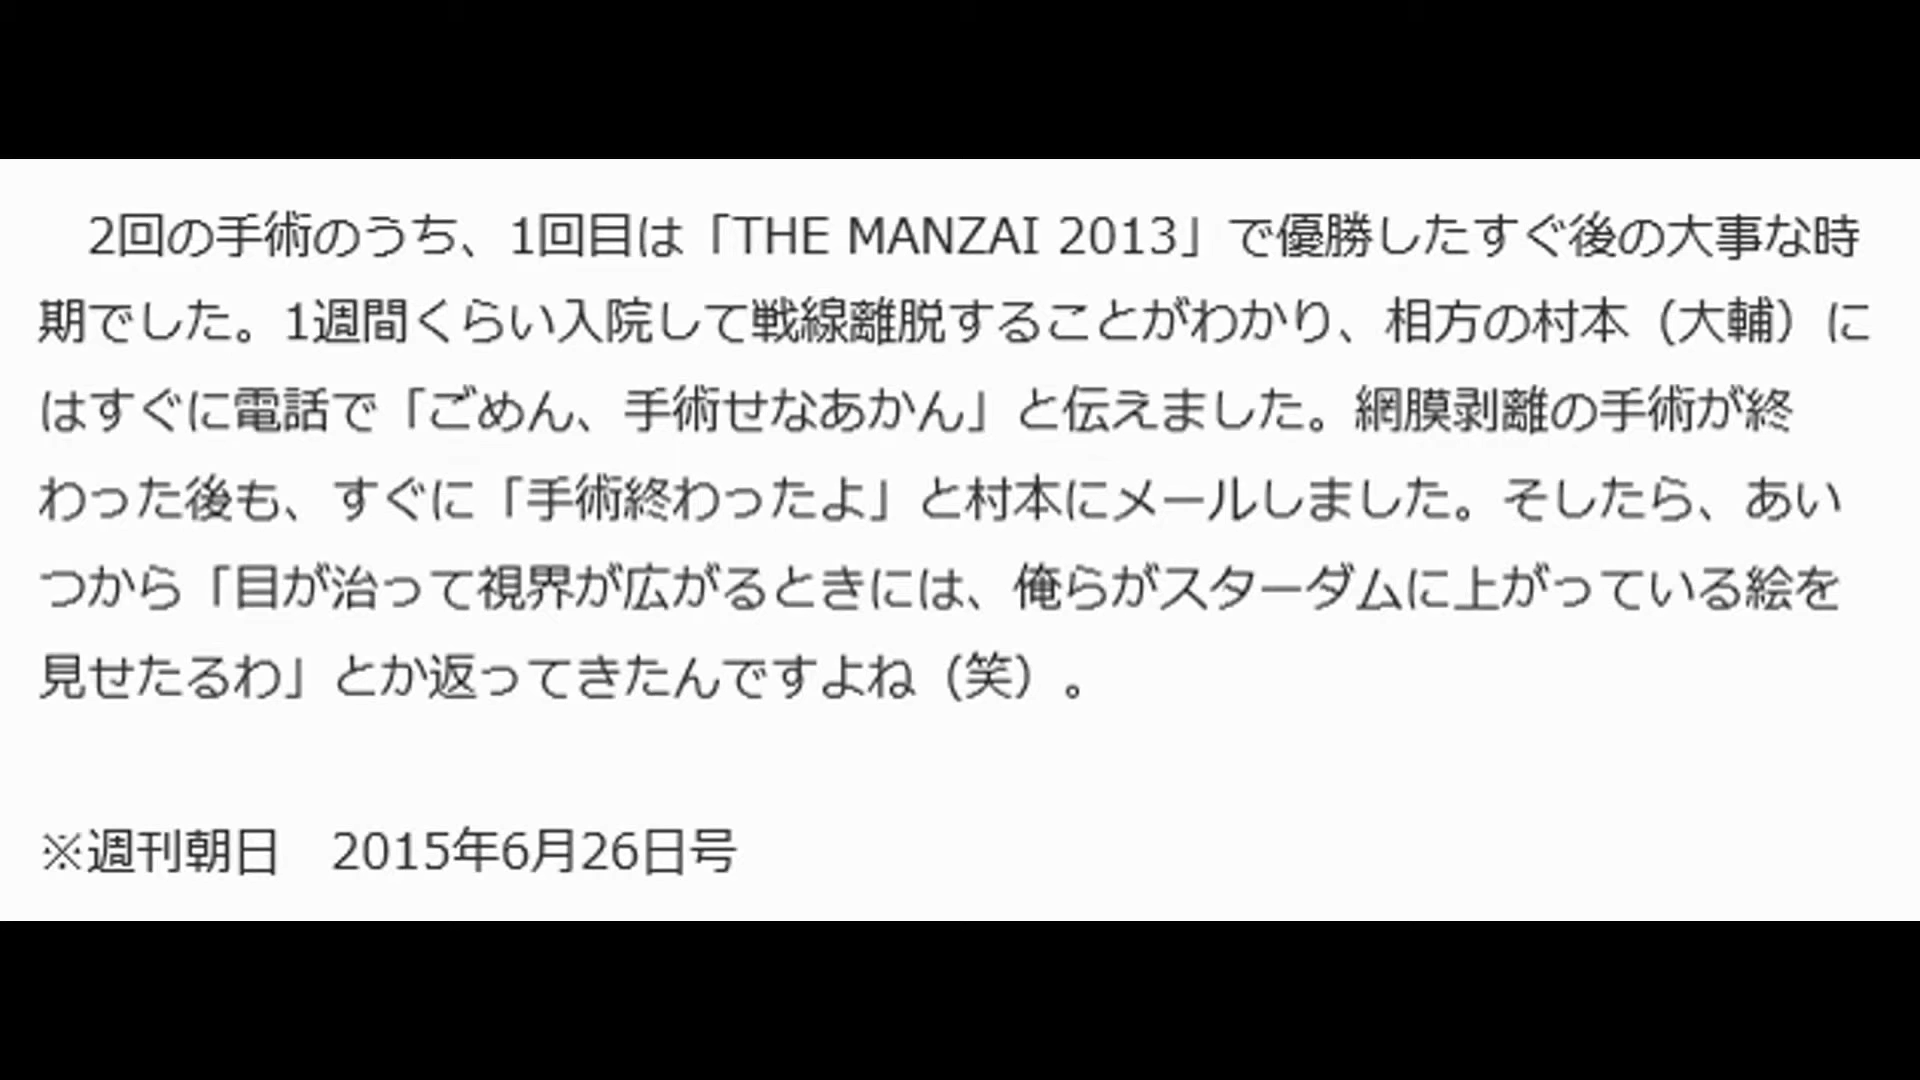 2回の手術のうち、1回目は「THE MANZAI 2013」で優勝したすぐ後の大事な時
期でした。1週間くらい入院して戦線離脱することがわかり、相方の村本（大輔）に
はすぐに電話で「ごめん、手術せなあかん」と伝えました。網膜剥離の手術が終
わった後も、すぐに「手術終わったよ」と村本にメールしました。そしたら、あい
つから「目が治って視界が広がるときには、俺らがスターダムに上がっている絵を
見せたるわ」とか返ってきたんですよね（笑）。
※週刊朝日　2015年6月26日号